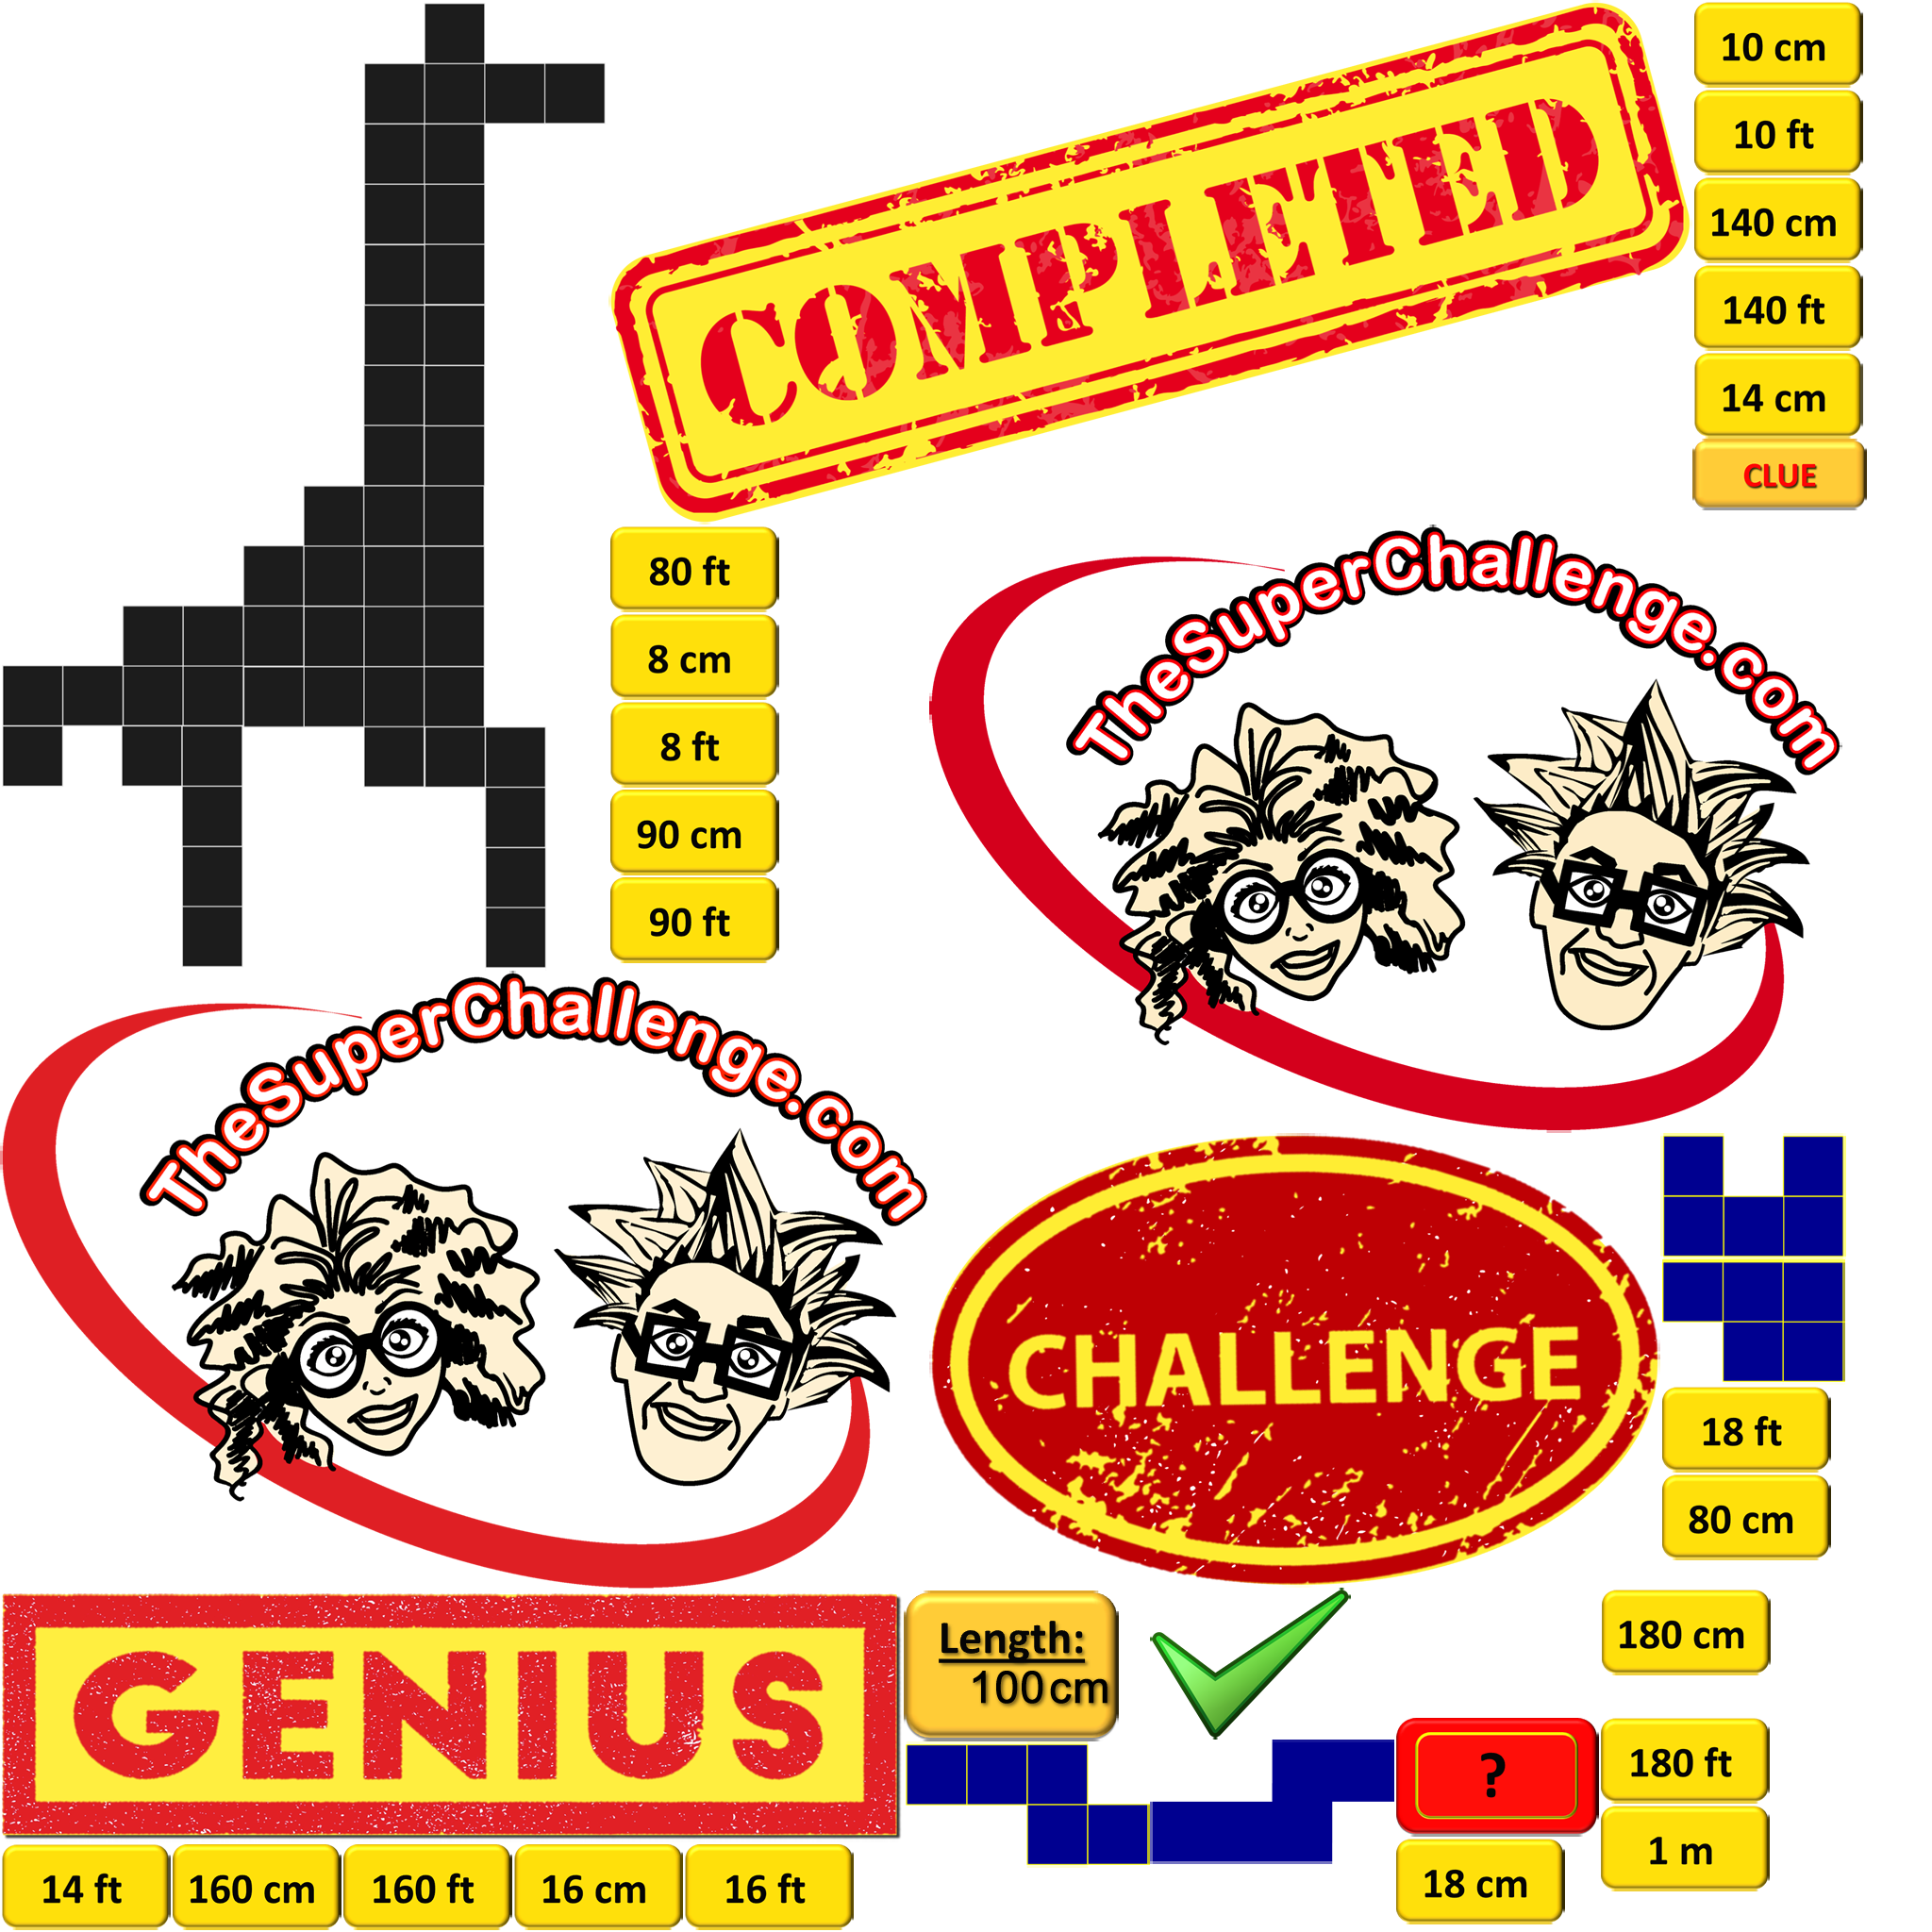 10 cm
10 ft
140 cm
140 ft
14 cm
CLUE
COMPLETED
80 ft
8 cm
8 ft
90 cm
90 ft
TheSuperChallenge.com
TheSuperChallenge.com
CHALLENGE
18 ft
80 cm
GENIUS
Length:
100 cm
180 cm
?
180 ft
1 m
18 cm
14 ft
160 cm
160 ft
16 cm
16 ft